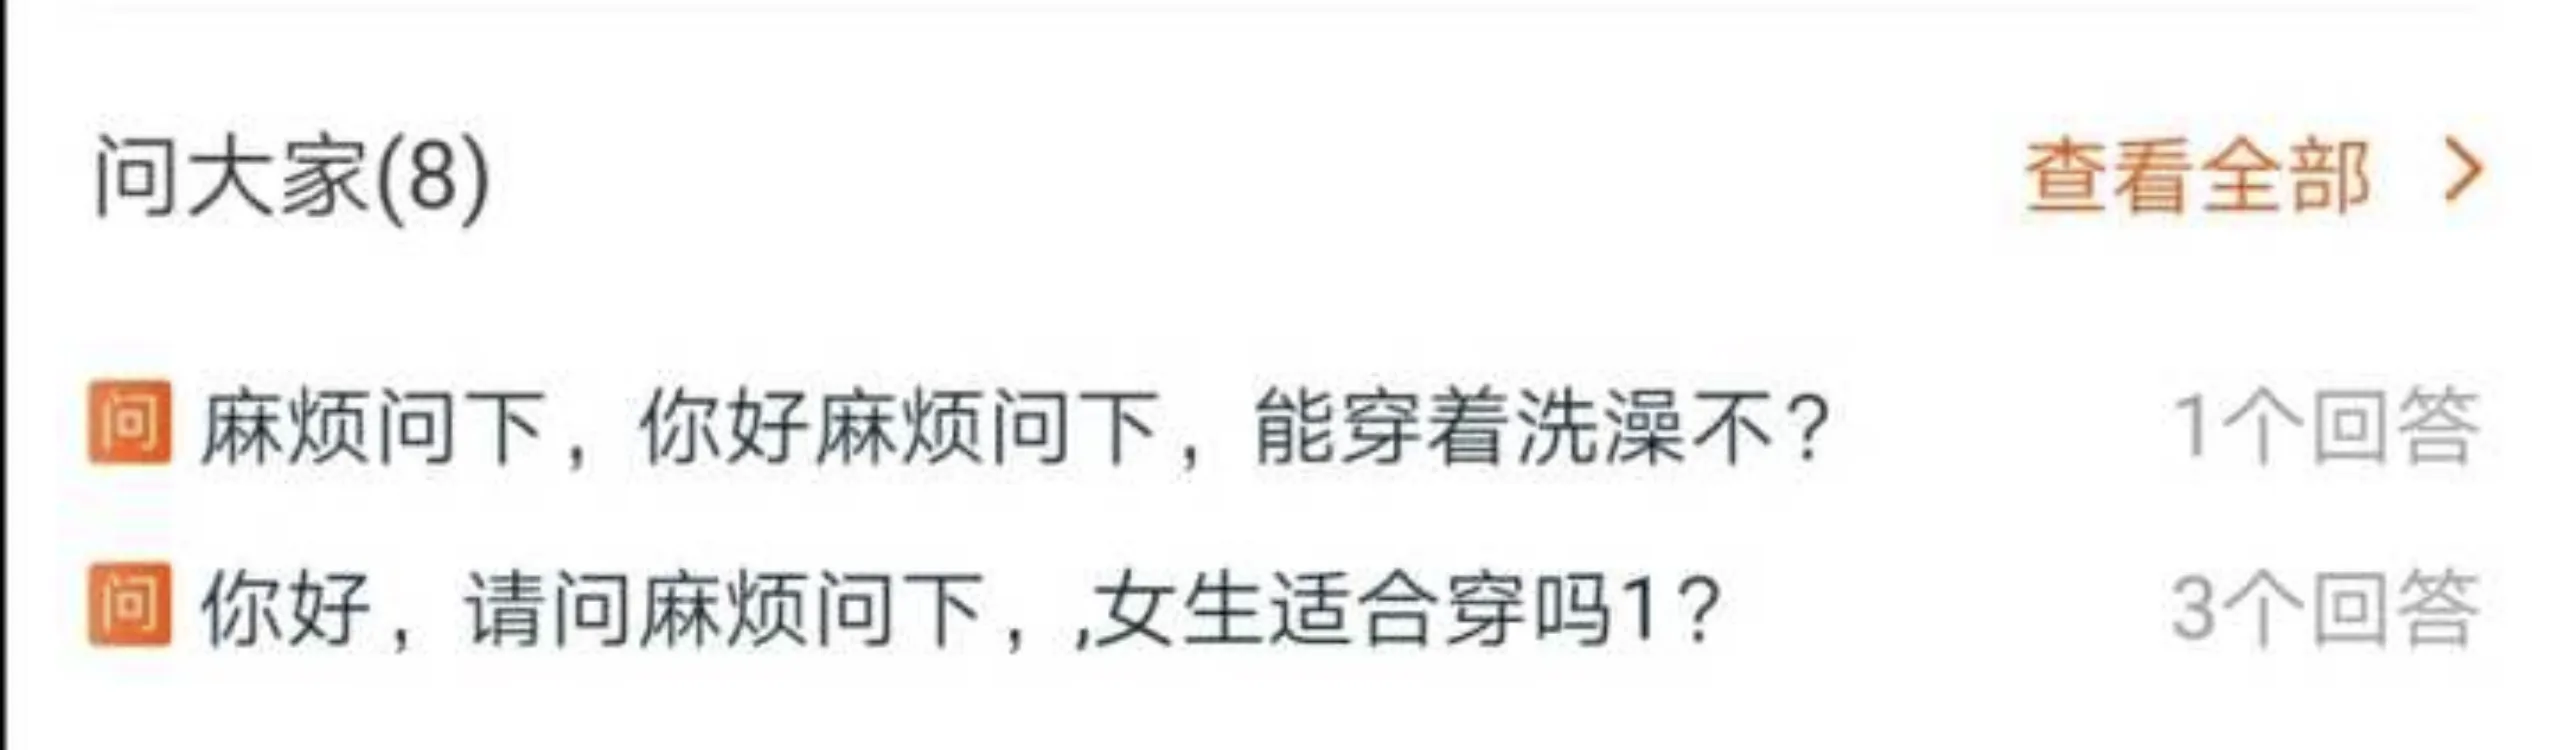 问大家(8) 查看全部 >
问 麻烦问下，你好麻烦问下，能穿着洗澡不？ 1个回答
问 你好，请问麻烦问下，,女生适合穿吗1？ 3个回答